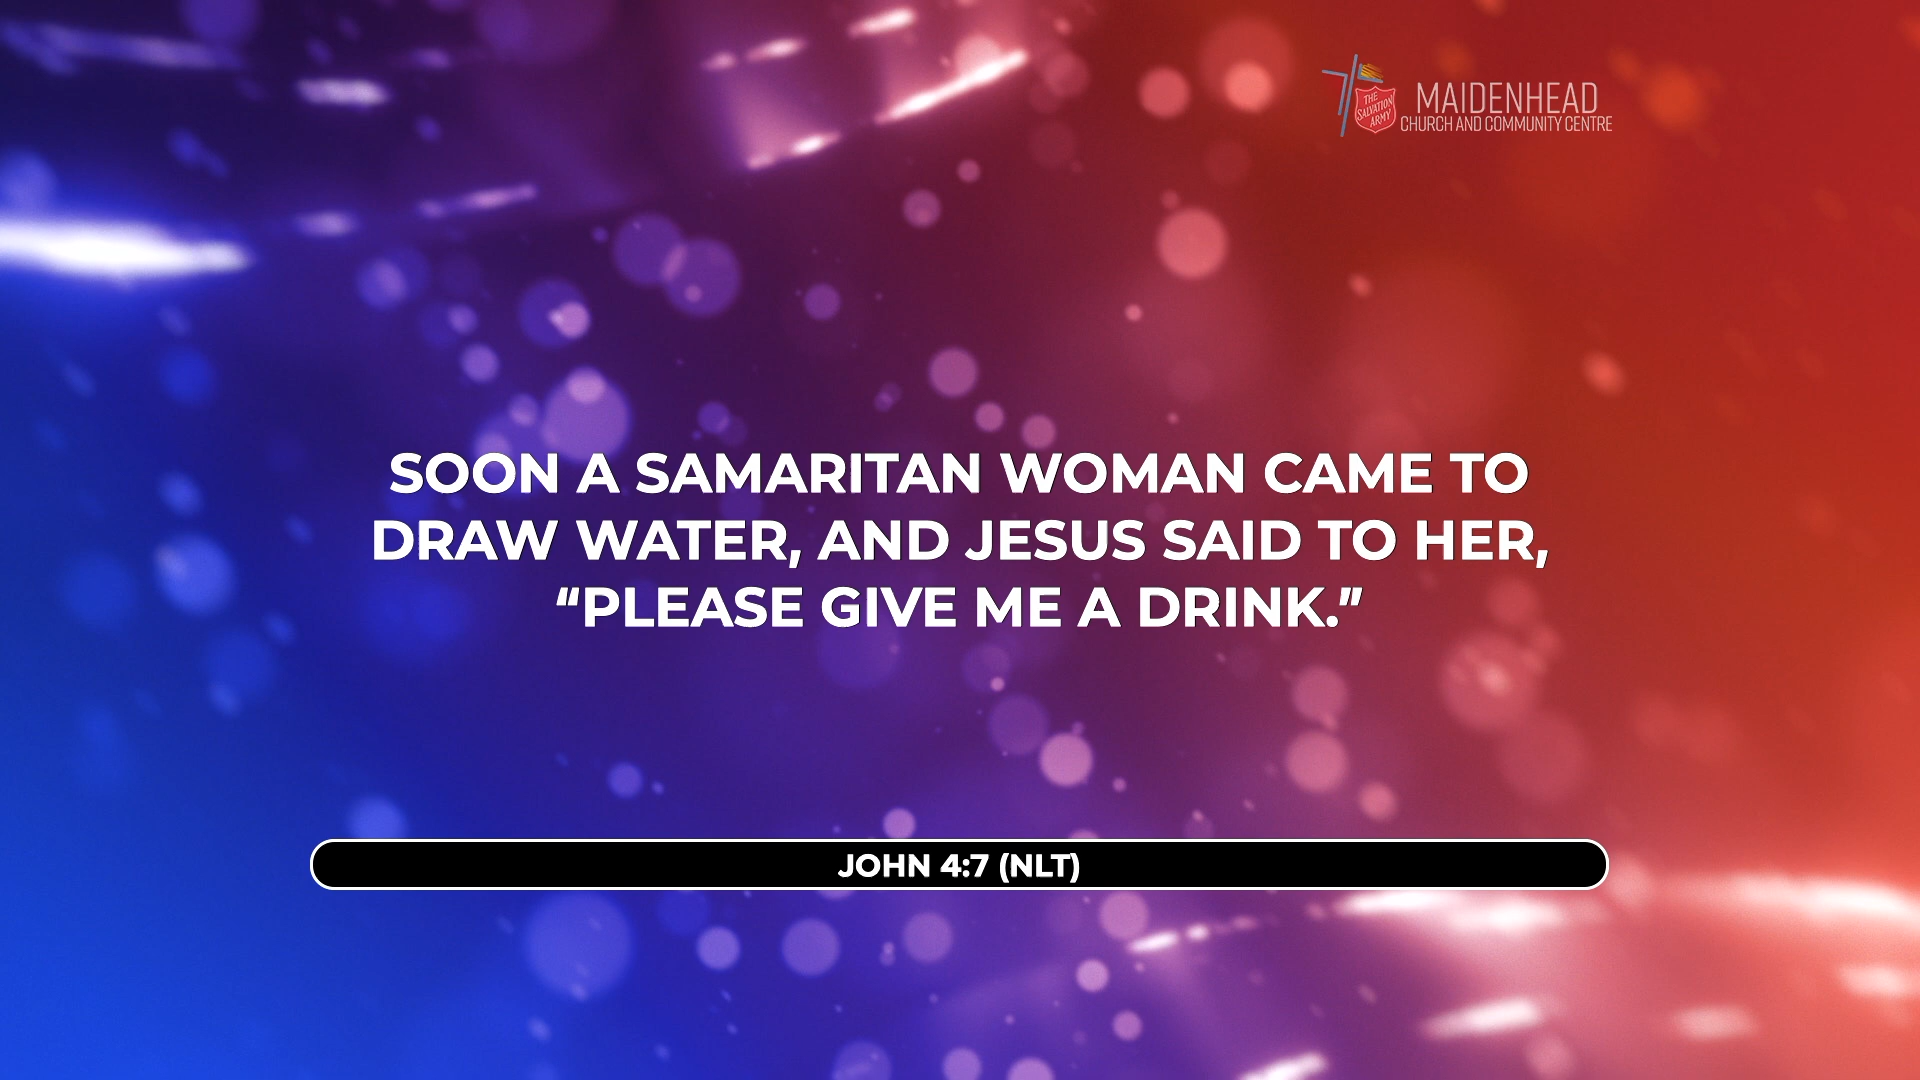 THE
SALVATION
ARMY
MAIDENHEAD
CHURCH AND COMMUNITY CENTRE
SOON A SAMARITAN WOMAN CAME TO
DRAW WATER, AND JESUS SAID TO HER,
“PLEASE GIVE ME A DRINK.”
JOHN 4:7 (NLT)